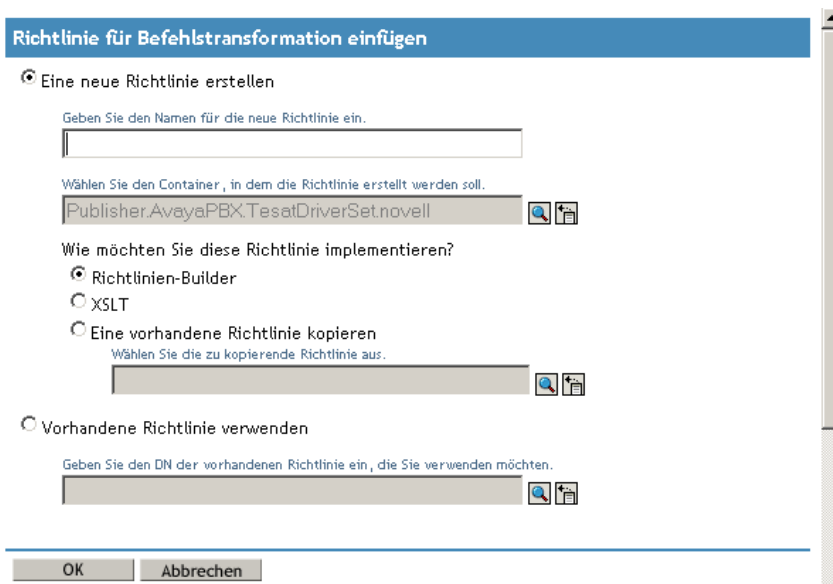 Richtlinie für Befehlstransformation einfügen
Eine neue Richtlinie erstellen
Geben Sie den Namen für die neue Richtlinie ein.
Wählen Sie den Container, in dem die Richtlinie erstellt werden soll.
Publisher.AvayaPBX.TesatDriverSet.novell
Wie möchten Sie diese Richtlinie implementieren?
Richtlinien-Builder
XSLT
Eine vorhandene Richtlinie kopieren
Wählen Sie die zu kopierende Richtlinie aus.
Vorhandene Richtlinie verwenden
Geben Sie den DN der vorhandenen Richtlinie ein, die Sie verwenden möchten.
OK Abbrechen